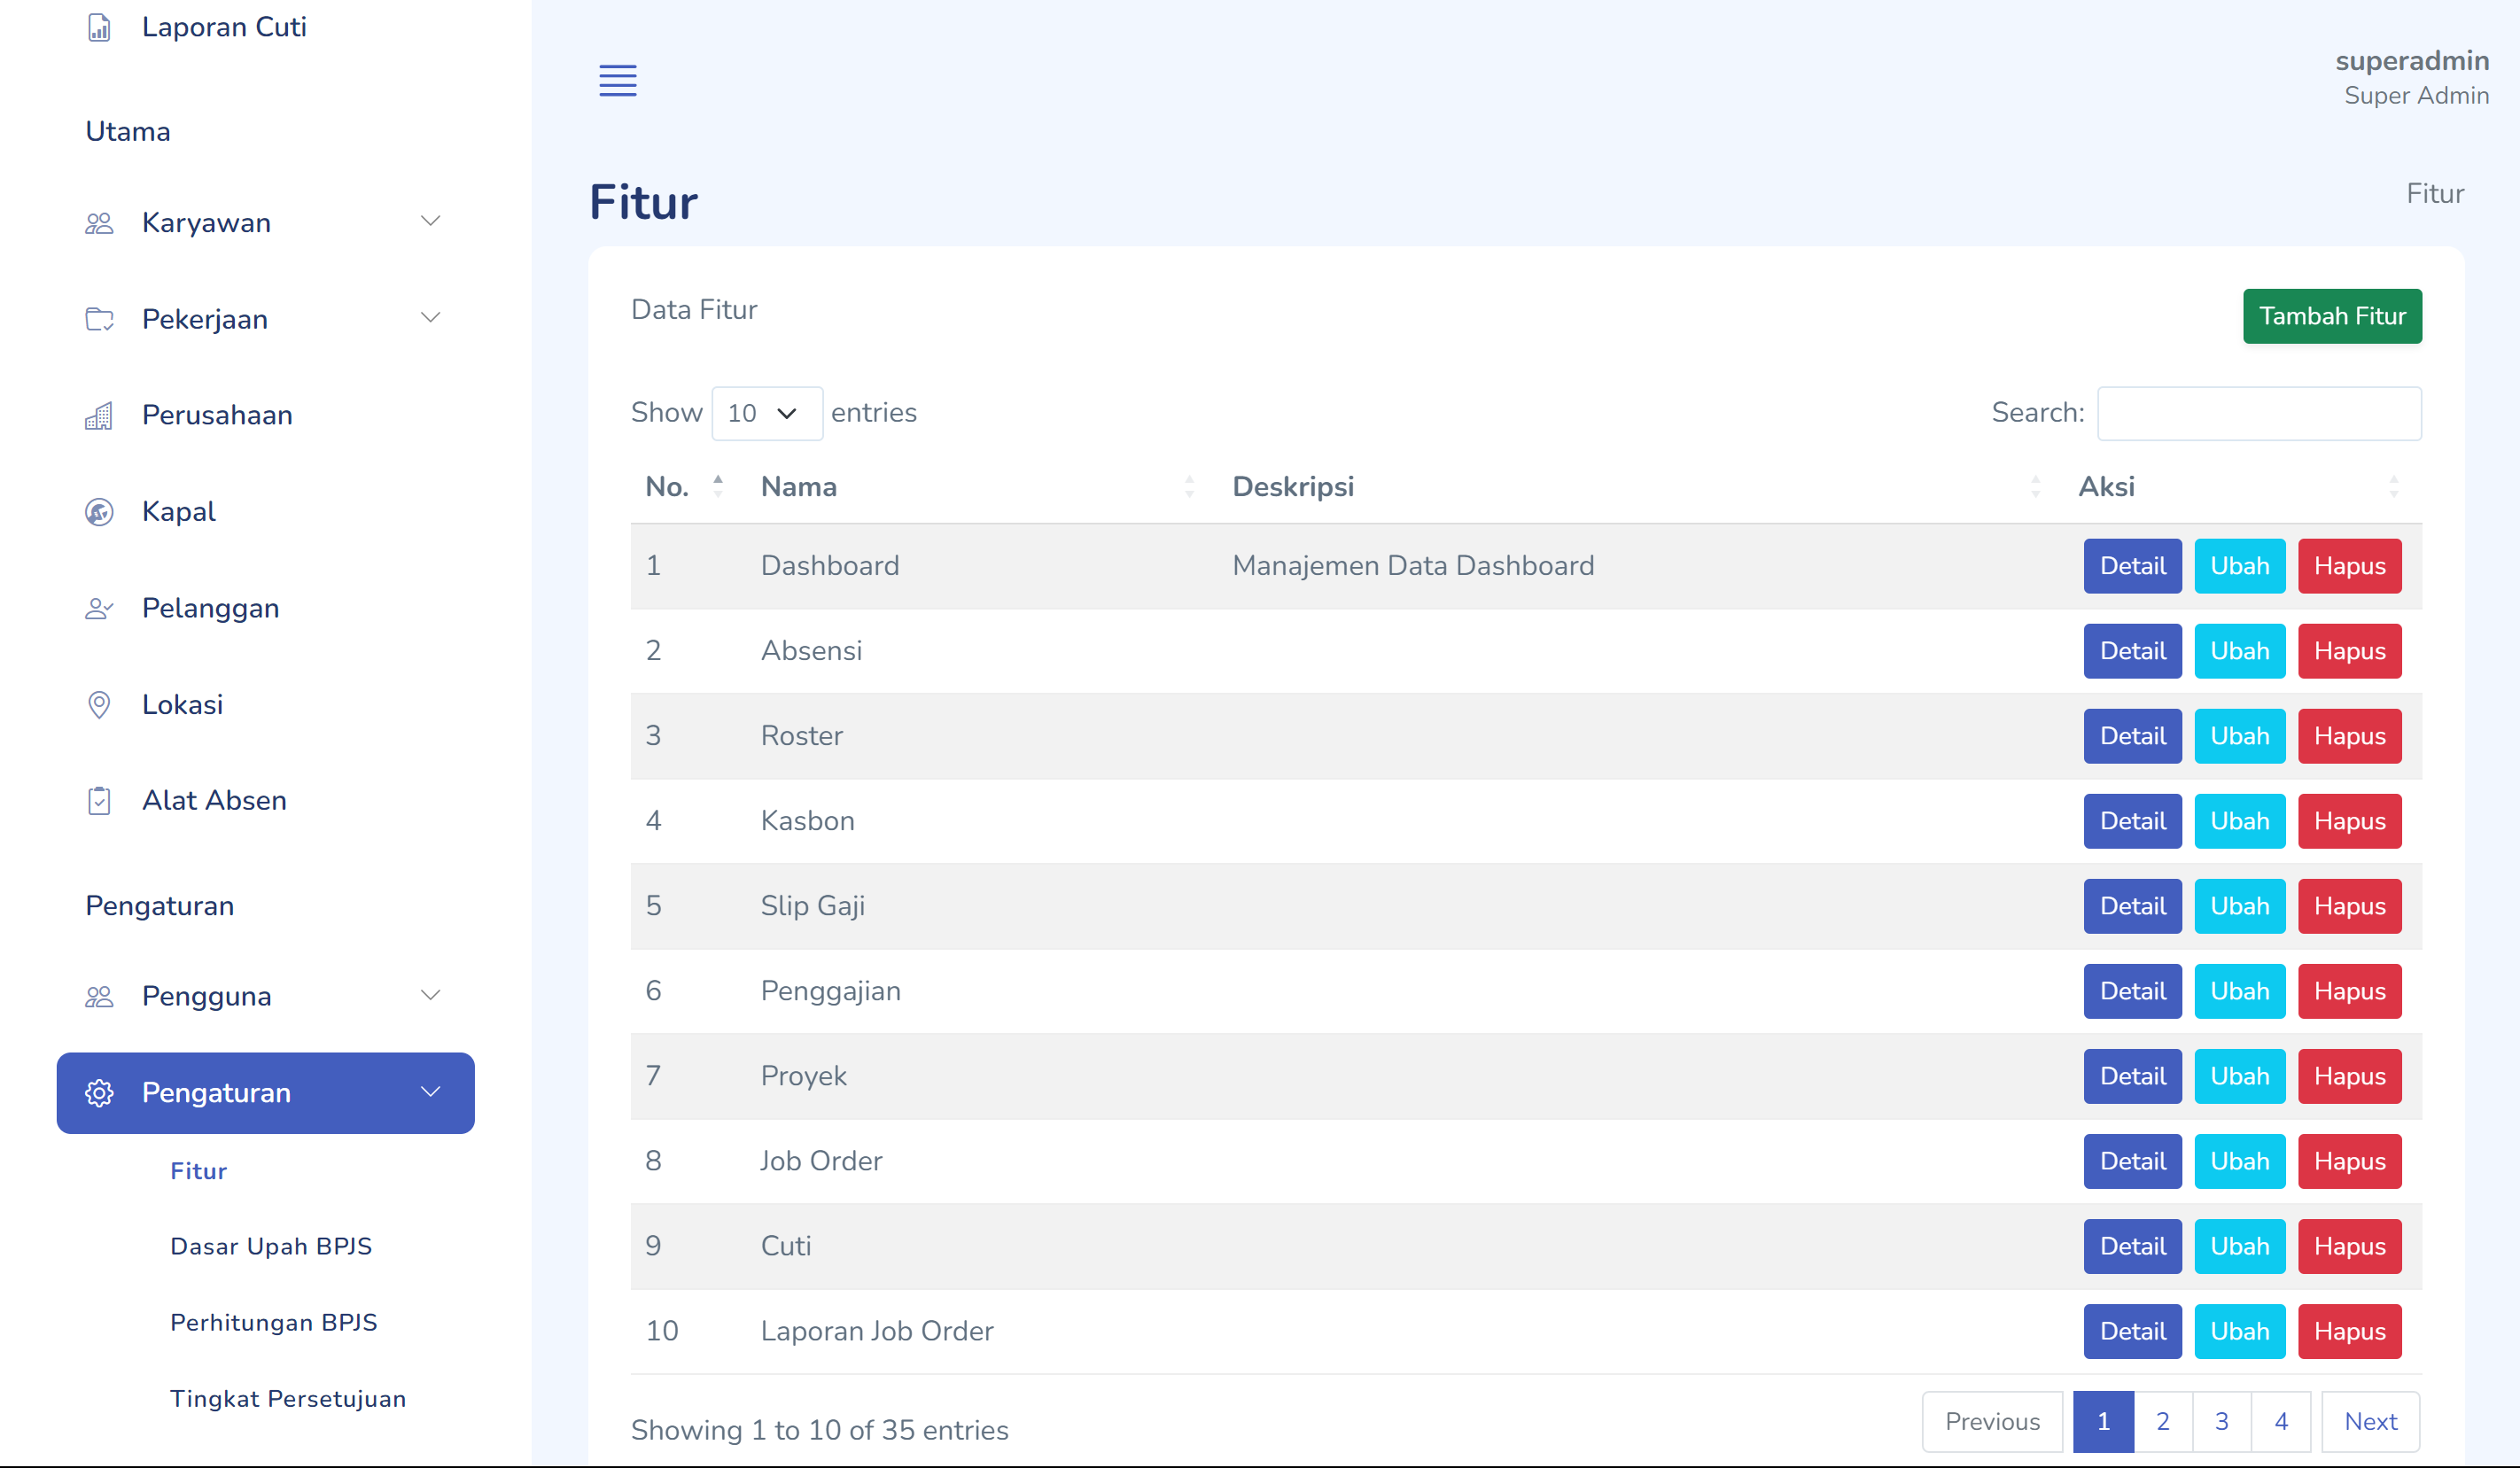 Laporan Cuti
Utama
Karyawan
Pekerjaan
Perusahaan
Kapal
Pelanggan
Lokasi
Alat Absen
Pengaturan
Pengguna
Pengaturan
Fitur
Dasar Upah BPJS
Perhitungan BPJS
Tingkat Persetujuan
superadmin
Super Admin
Fitur
Fitur
Data Fitur
Tambah Fitur
Show 10 entries
Search:
No. Nama Deskripsi Aksi
1 Dashboard Manajemen Data Dashboard Detail Ubah Hapus
2 Absensi Detail Ubah Hapus
3 Roster Detail Ubah Hapus
4 Kasbon Detail Ubah Hapus
5 Slip Gaji Detail Ubah Hapus
6 Penggajian Detail Ubah Hapus
7 Proyek Detail Ubah Hapus
8 Job Order Detail Ubah Hapus
9 Cuti Detail Ubah Hapus
10 Laporan Job Order Detail Ubah Hapus
Showing 1 to 10 of 35 entries
Previous 1 2 3 4 Next